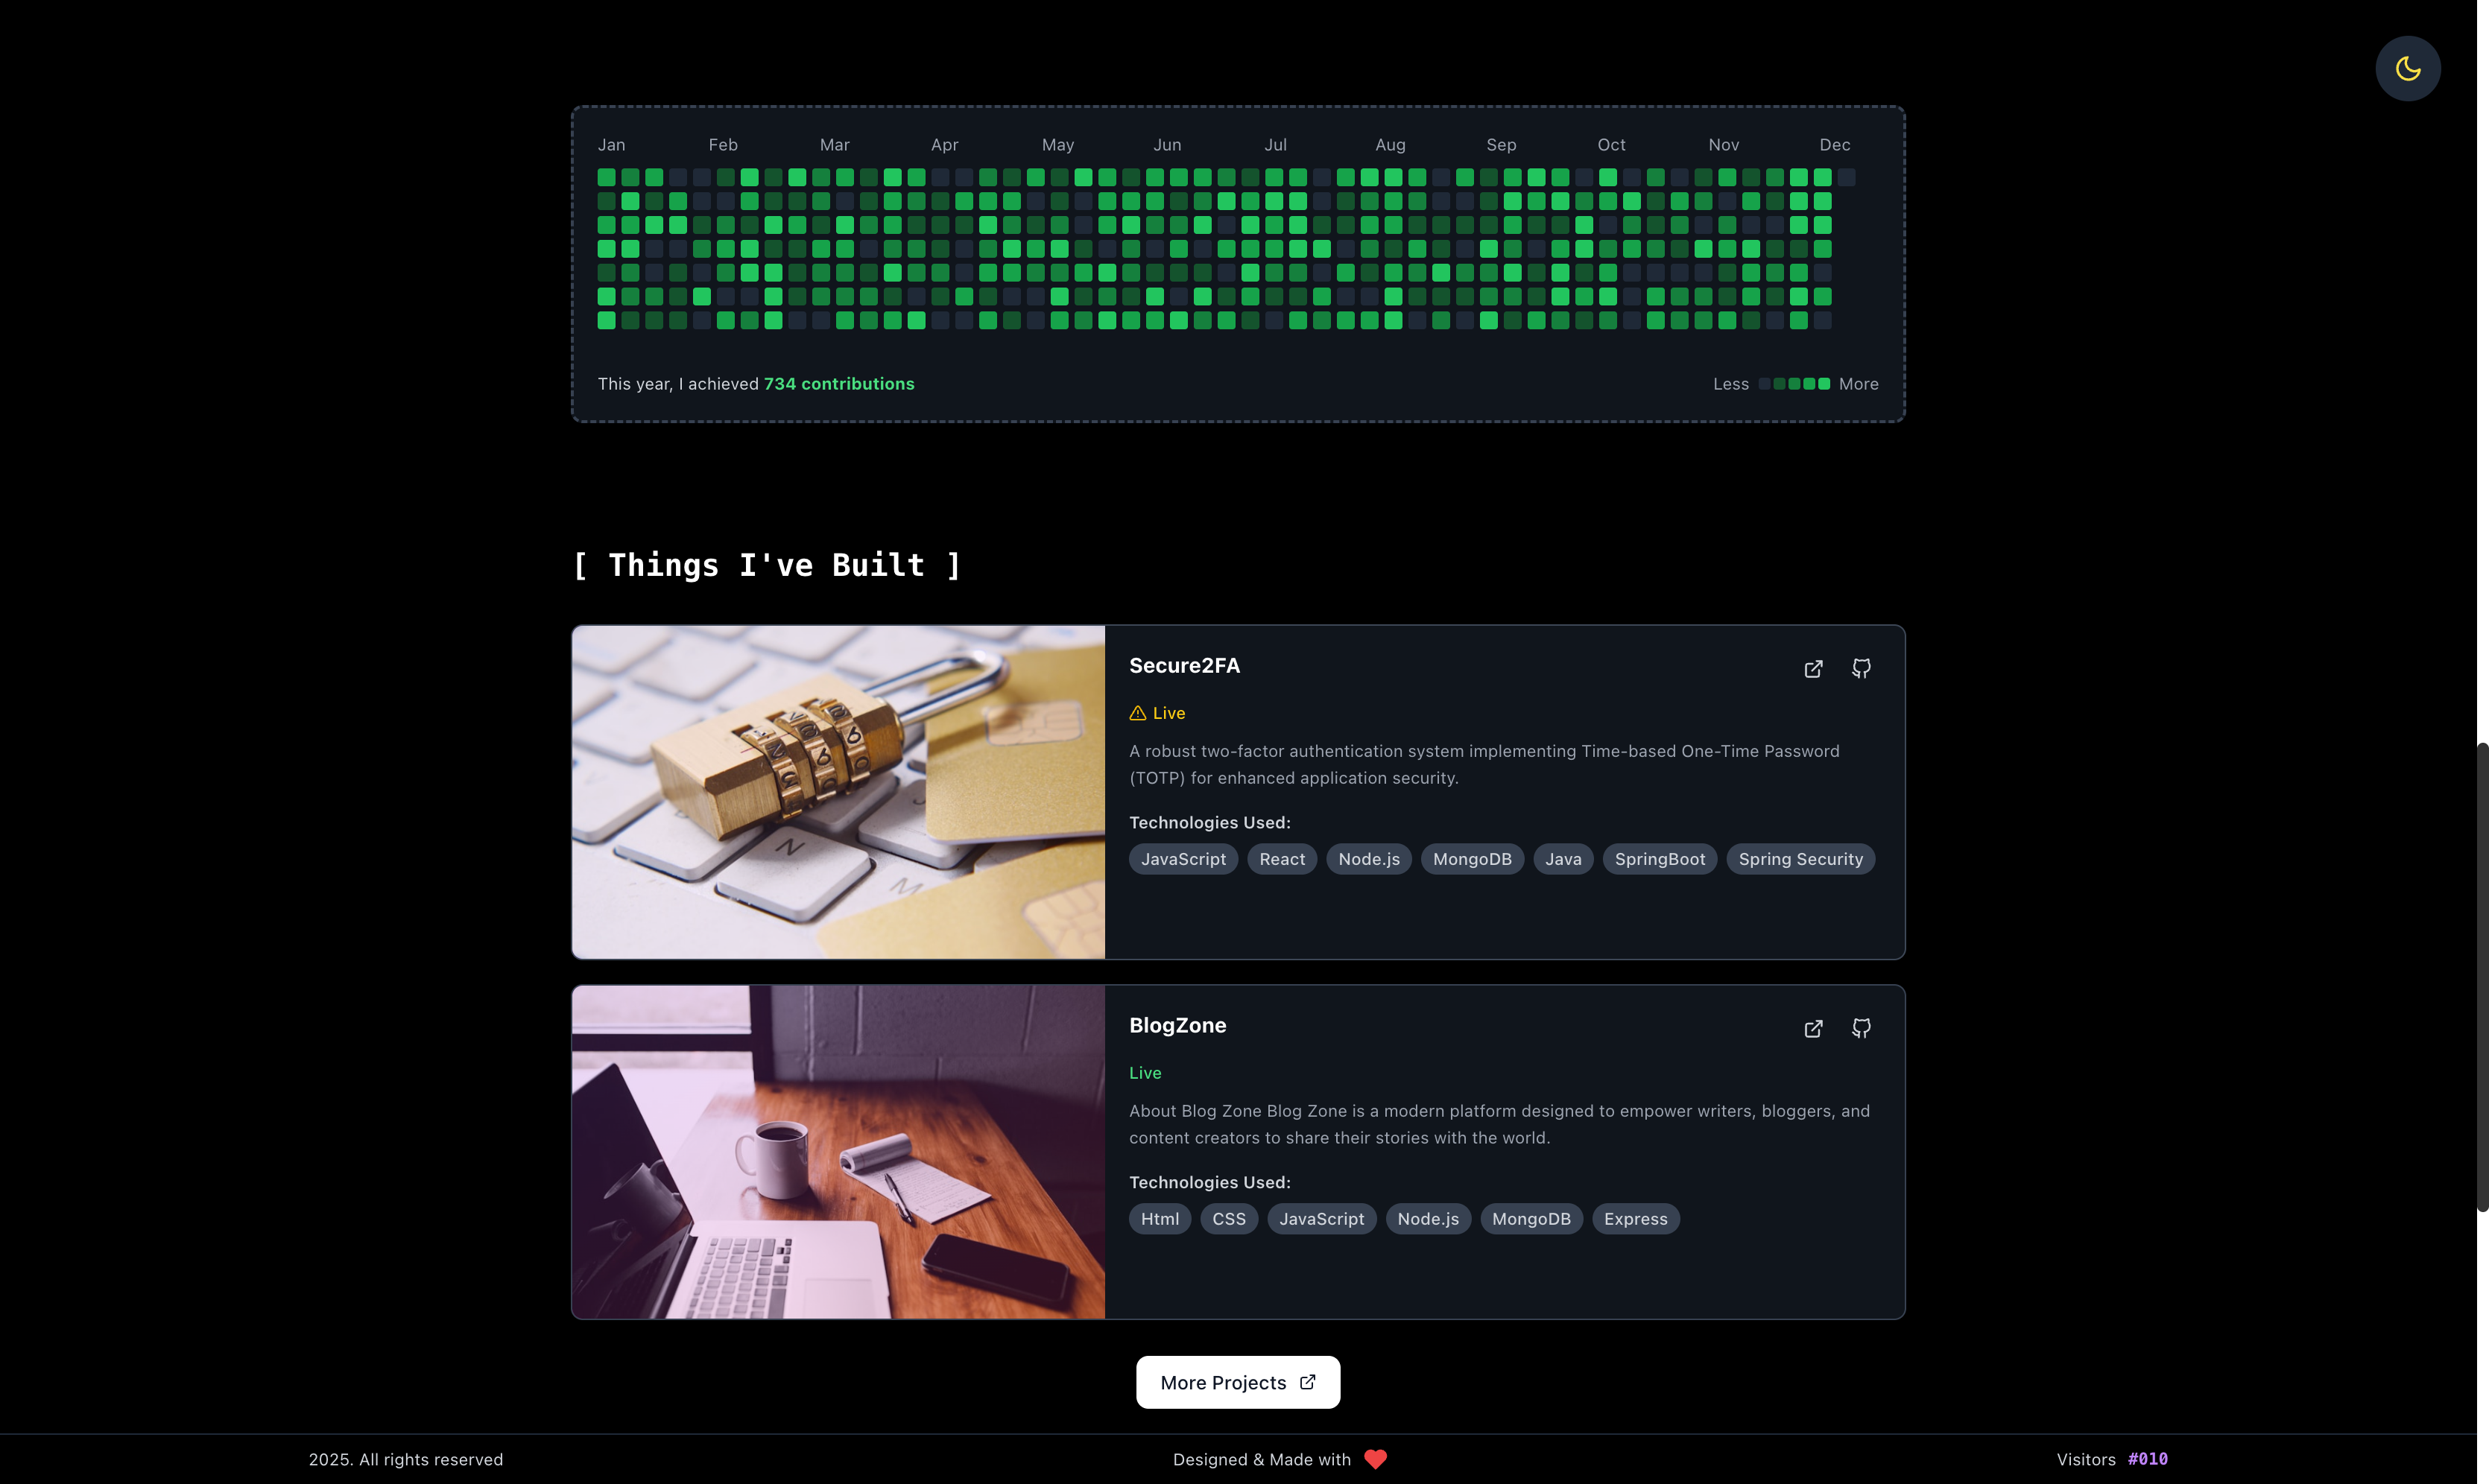 Jan Feb Mar Apr May Jun Jul Aug Sep Oct Nov Dec
This year, I achieved 734 contributions
Less More
[ Things I've Built ]
Secure2FA
Live
A robust two-factor authentication system implementing Time-based One-Time Password
(TOTP) for enhanced application security.
Technologies Used:
JavaScript React Node.js MongoDB Java SpringBoot Spring Security
N
M
BlogZone
Live
About Blog Zone Blog Zone is a modern platform designed to empower writers, bloggers, and
content creators to share their stories with the world.
Technologies Used:
Html CSS JavaScript Node.js MongoDB Express
More Projects
2025. All rights reserved
Designed & Made with
Visitors #010